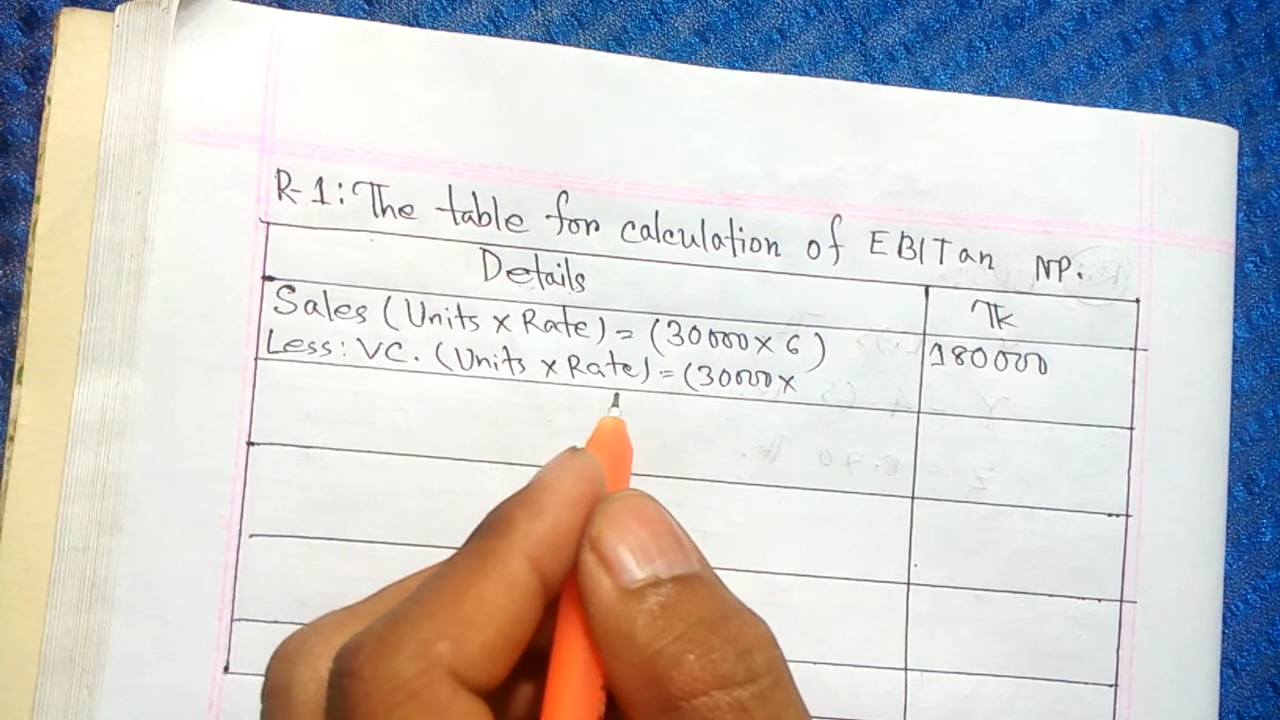 R-1: The table for calculation of EBIT an NP.
Details
Tk
Sales (Units x Rate) = (30000 x 6)
180000
Less: VC. (Units x Rate) = (30000 x